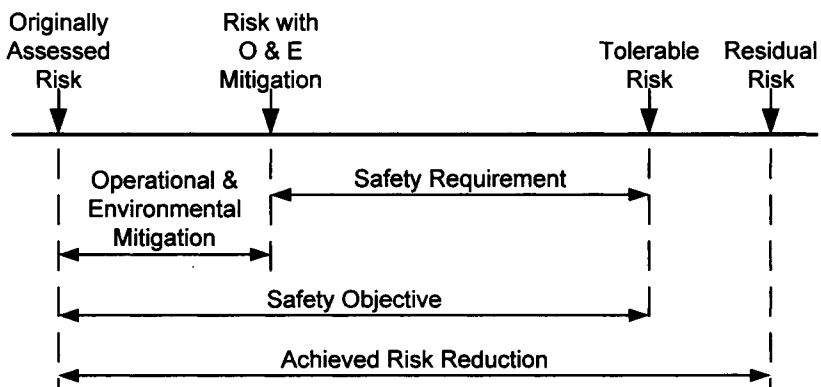 Originally
Assessed
Risk
Risk with
O & E
Mitigation
Tolerable
Risk
Residual
Risk
Operational &
Environmental
Mitigation
Safety Requirement
Safety Objective
Achieved Risk Reduction